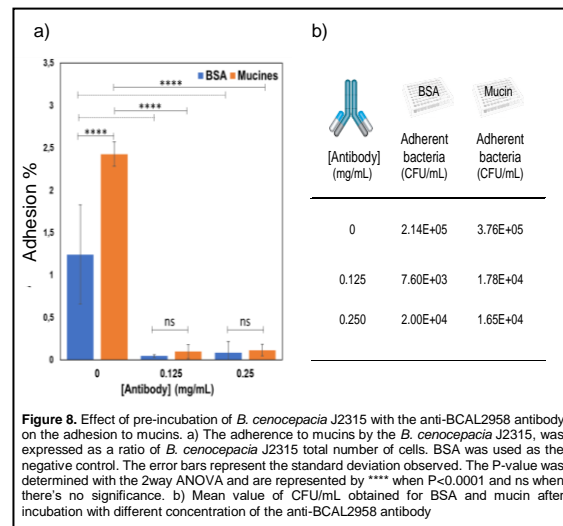 a)
b)
3,5
3
2,5
2
1,5
1
0,5
0
Adhesion %
BSA Mucines
****
****
****
ns
ns
0 0.125 0.25
[Antibody] (mg/mL)
BSA Mucin
[Antibody] (mg/mL)
Adherent bacteria (CFU/mL)
Adherent bacteria (CFU/mL)
0 2.14E+05 3.76E+05
0.125 7.60E+03 1.78E+04
0.250 2.00E+04 1.65E+04
Figure 8. Effect of pre-incubation of B. cenocepacia J2315 with the anti-BCAL2958 antibody
on the adhesion to mucins. a) The adherence to mucins by the B. cenocepacia J2315, was
expressed as a ratio of B. cenocepacia J2315 total number of cells. BSA was used as the
negative control. The error bars represent the standard deviation observed. The P-value was
determined with the 2way ANOVA and are represented by **** when P<0.0001 and ns when
there's no significance. b) Mean value of CFU/mL obtained for BSA and mucin after
incubation with different concentration of the anti-BCAL2958 antibody